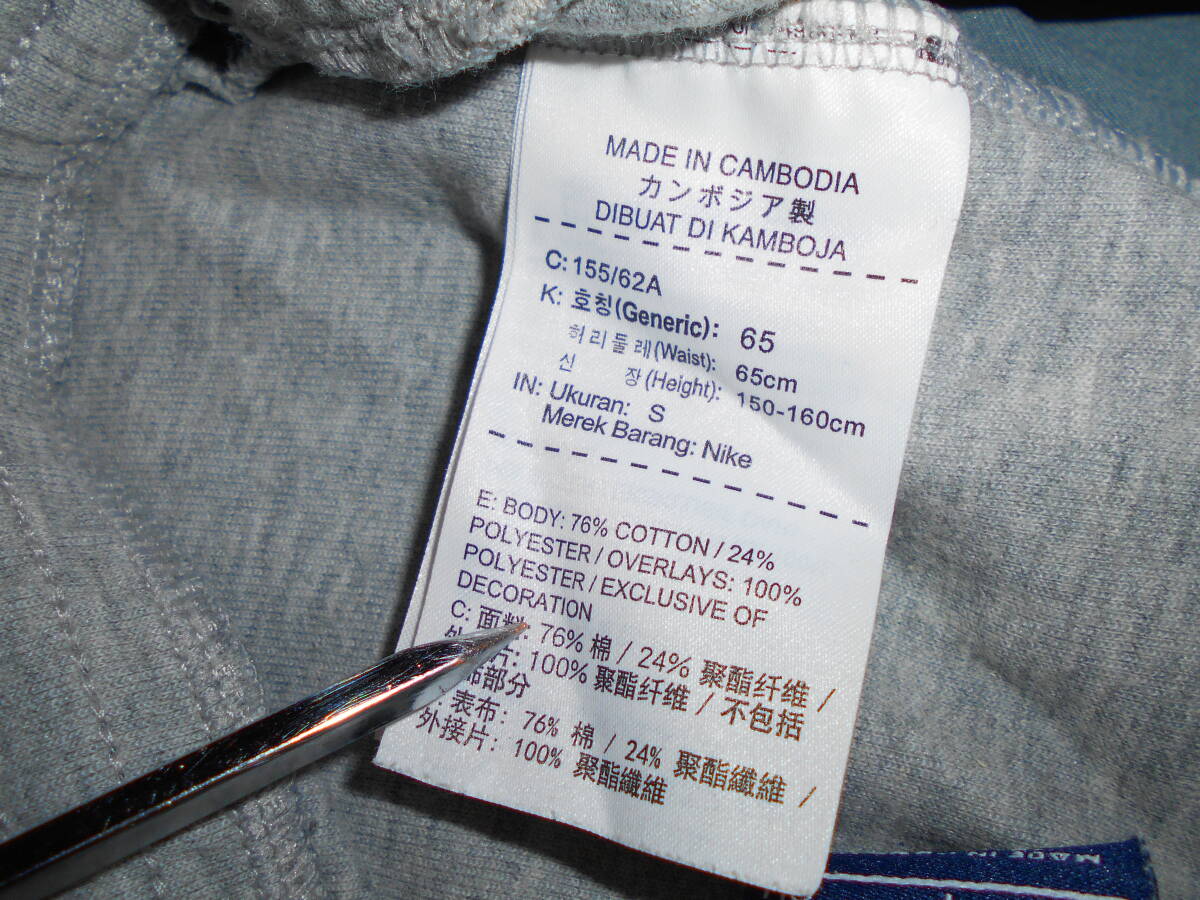 MADE IN CAMBODIA
カンボジア製
DIBUAT DI KAMBOJA
C: 155/62A
K: 호칭(Generic): 65
허리둘레(Waist): 65cm
신 장(Height): 150-160cm
IN: Ukuran: S
Merek Barang: Nike
E: BODY: 76% COTTON / 24%
POLYESTER / OVERLAYS: 100%
POLYESTER / EXCLUSIVE OF
DECORATION
C: 面料: 76% 棉 / 24% 聚酯纤维 /
片: 100% 聚酯纤维 / 不包括
部分
表布: 76% 棉 / 24% 聚酯纖維 /
外接片: 100% 聚酯纖維
MADE IN